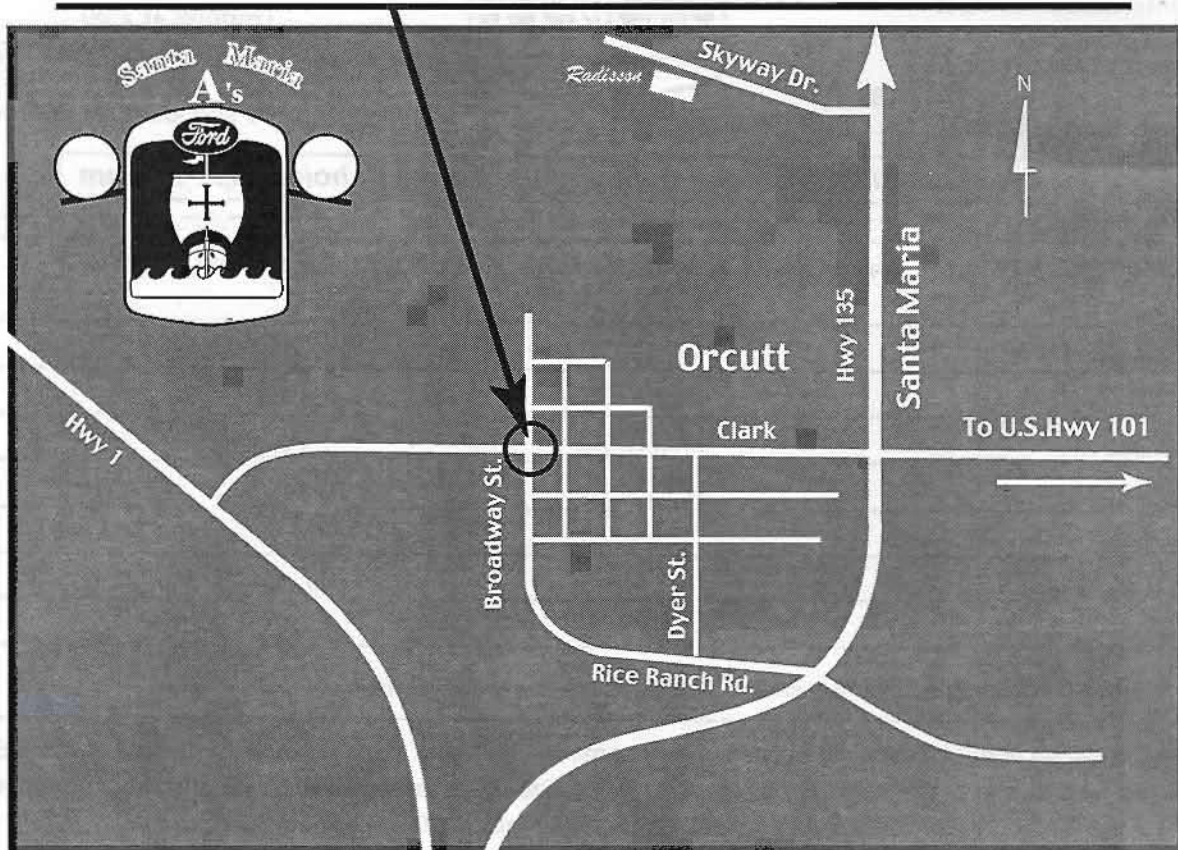 Santa Maria
A's
Ford
Radisson
Skyway Dr.
N
Hwy 135
Santa Maria
Orcutt
Hwy 1
Clark
To U.S.Hwy 101
Broadway St.
Dyer St.
Rice Ranch Rd.